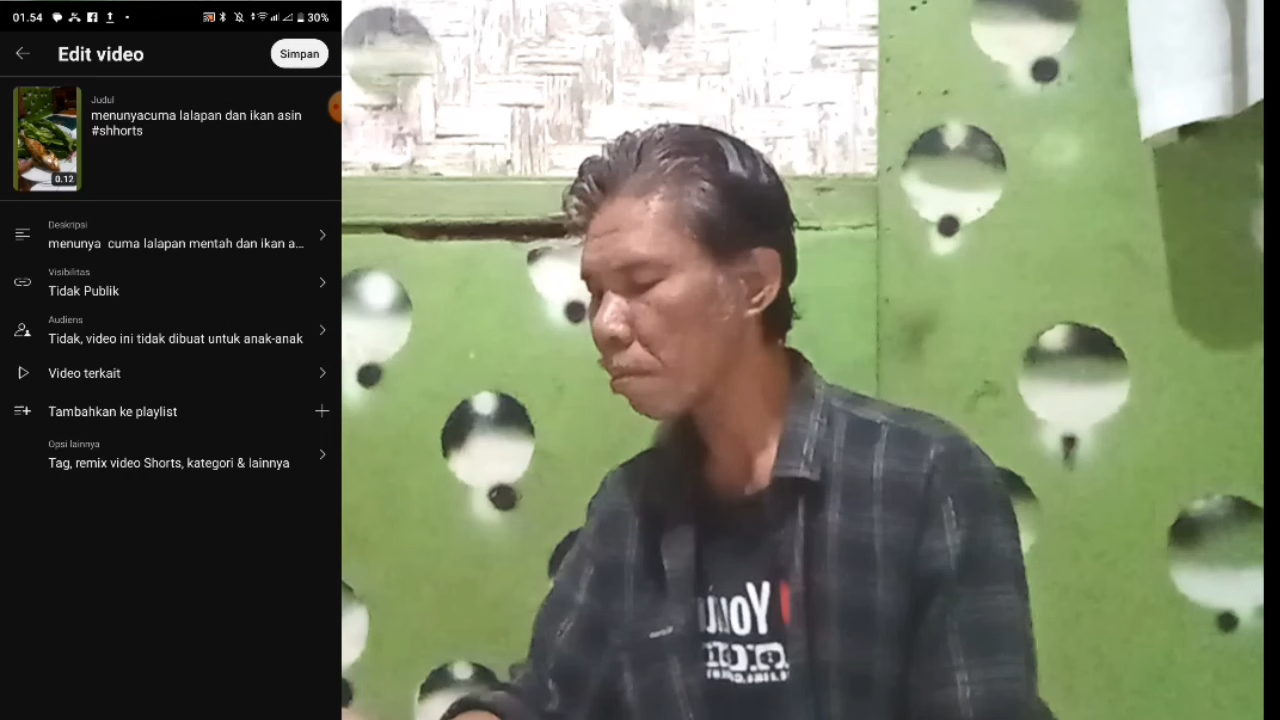 01.54
30%
Edit video
Simpan
Judul
menunyacuma lalapan dan ikan asin
#shhorts
0.12
Deskripsi
menunya cuma lalapan mentah dan ikan a...
Visibilitas
Tidak Publik
Audiens
Tidak, video ini tidak dibuat untuk anak-anak
Video terkait
Tambahkan ke playlist
Opsi lainnya
Tag, remix video Shorts, kategori & lainnya